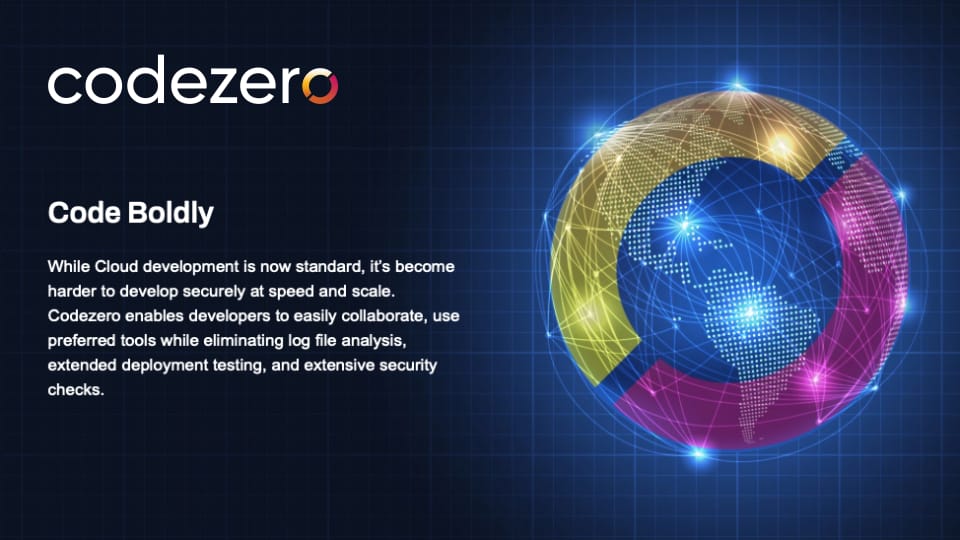 codezero
Code Boldly
While Cloud development is now standard, it’s become
harder to develop securely at speed and scale.
Codezero enables developers to easily collaborate, use
preferred tools while eliminating log file analysis,
extended deployment testing, and extensive security
checks.